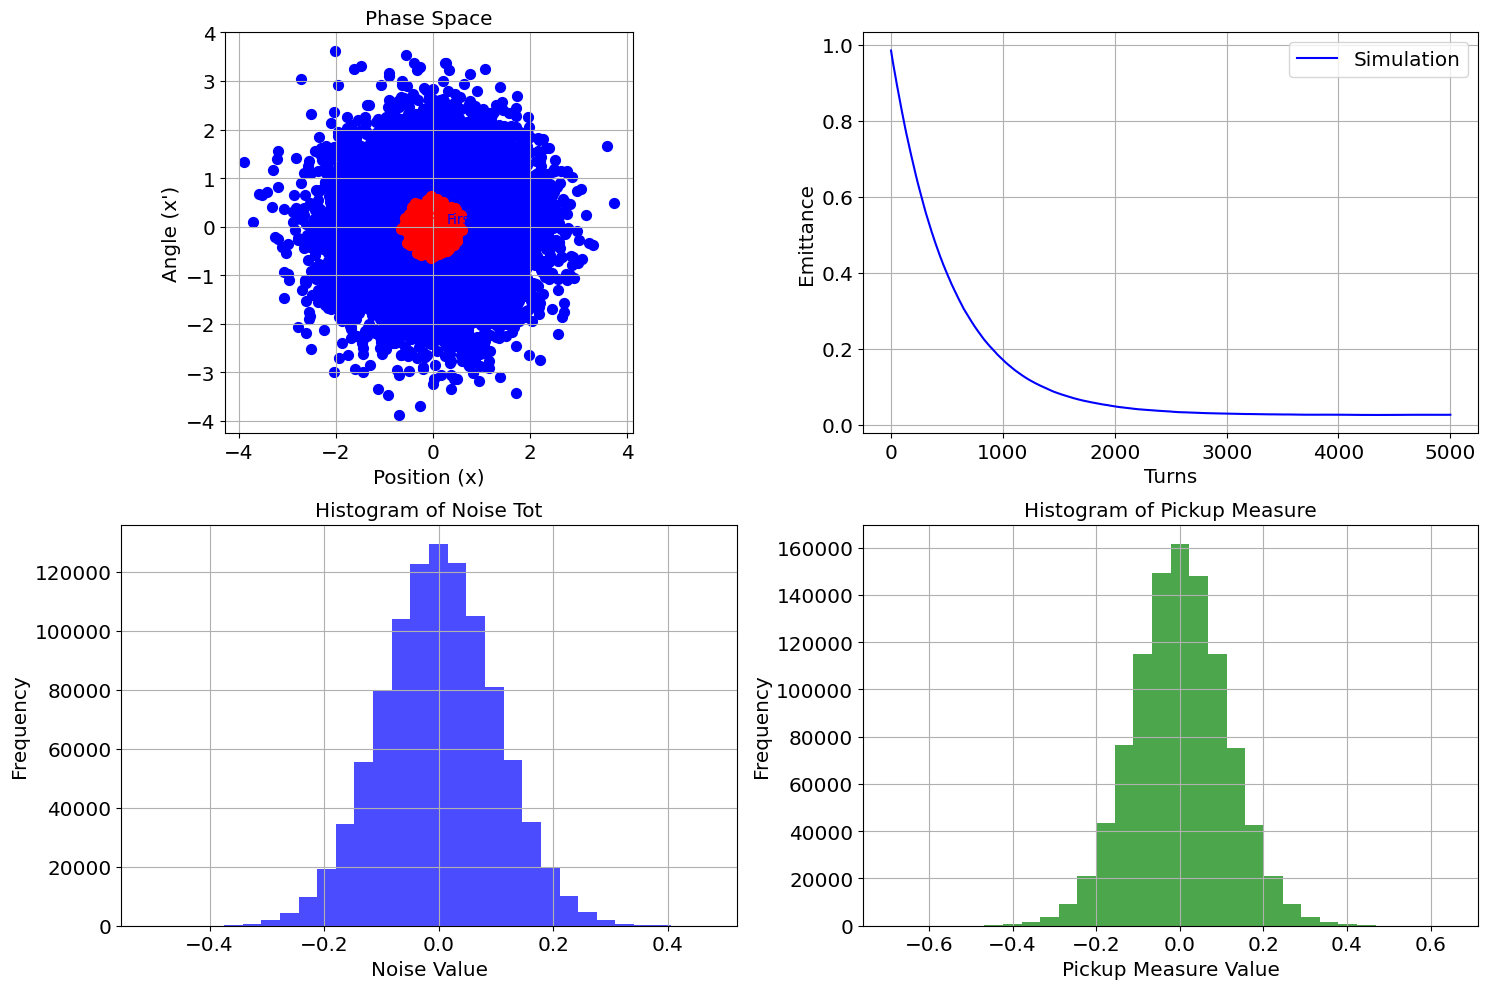 Phase Space
4
3
2
1
0
−1
−2
−3
−4
Angle (x')
−4 −2 0 2 4
Position (x)
1.0
0.8
0.6
0.4
0.2
0.0
Emittance
Simulation
0 1000 2000 3000 4000 5000
Turns
Histogram of Noise Tot
120000
100000
80000
60000
40000
20000
0
Frequency
−0.4 −0.2 0.0 0.2 0.4
Noise Value
Histogram of Pickup Measure
160000
140000
120000
100000
80000
60000
40000
20000
0
Frequency
−0.6 −0.4 −0.2 0.0 0.2 0.4 0.6
Pickup Measure Value